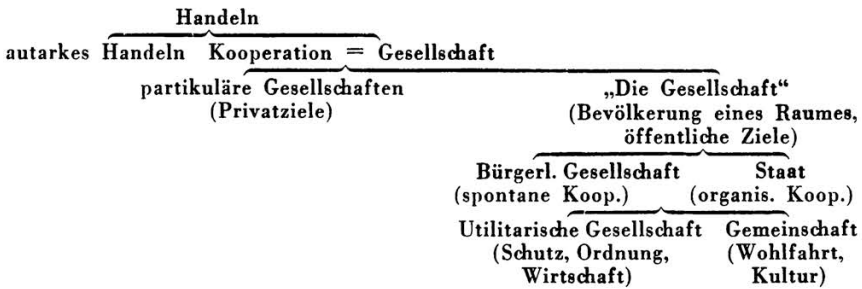 Handeln
autarkes Handeln Kooperation = Gesellschaft
partikuläre Gesellschaften „Die Gesellschaft“
(Privatziele) (Bevölkerung eines Raumes,
öffentliche Ziele)
Bürgerl. Gesellschaft Staat
(spontane Koop.) (organis. Koop.)
Utilitarische Gesellschaft Gemeinschaft
(Schutz, Ordnung, (Wohlfahrt,
Wirtschaft) Kultur)